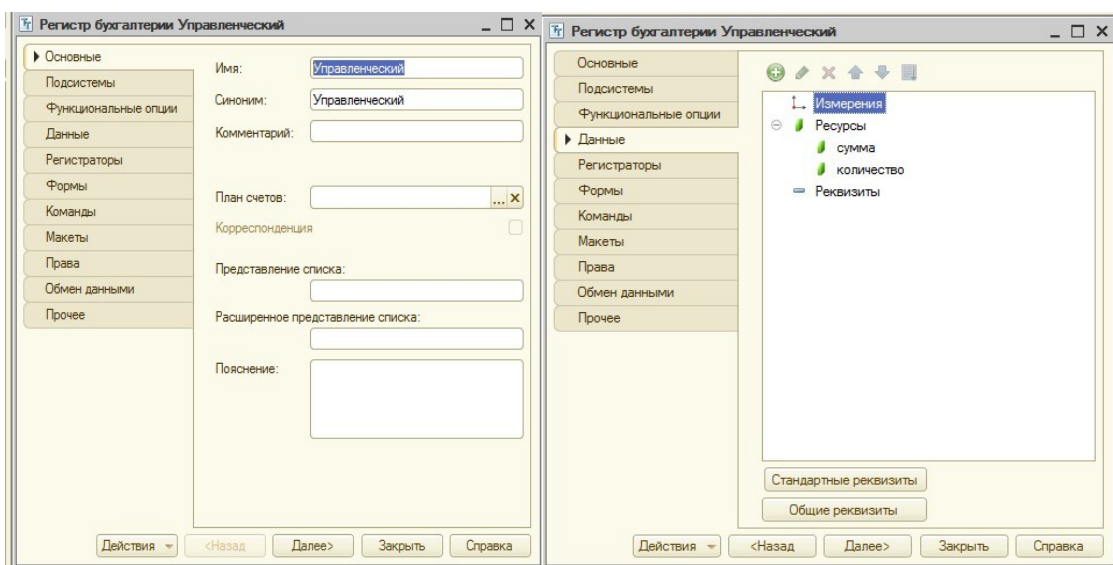 Регистр бухгалтерии Управленческий
Основные
Подсистемы
Функциональные опции
Данные
Регистраторы
Формы
Команды
Макеты
Права
Обмен данными
Прочее
Имя: Управленческий
Синоним: Управленческий
Комментарий:
План счетов: ...
Корреспонденция
Представление списка:
Расширенное представление списка:
Пояснение:
Действия <Назад Далее> Закрыть Справка
Регистр бухгалтерии Управленческий
Основные
Подсистемы
Функциональные опции
Данные
Регистраторы
Формы
Команды
Макеты
Права
Обмен данными
Прочее
Измерения
Ресурсы
сумма
количество
Реквизиты
Стандартные реквизиты
Общие реквизиты
Действия <Назад Далее> Закрыть Справка